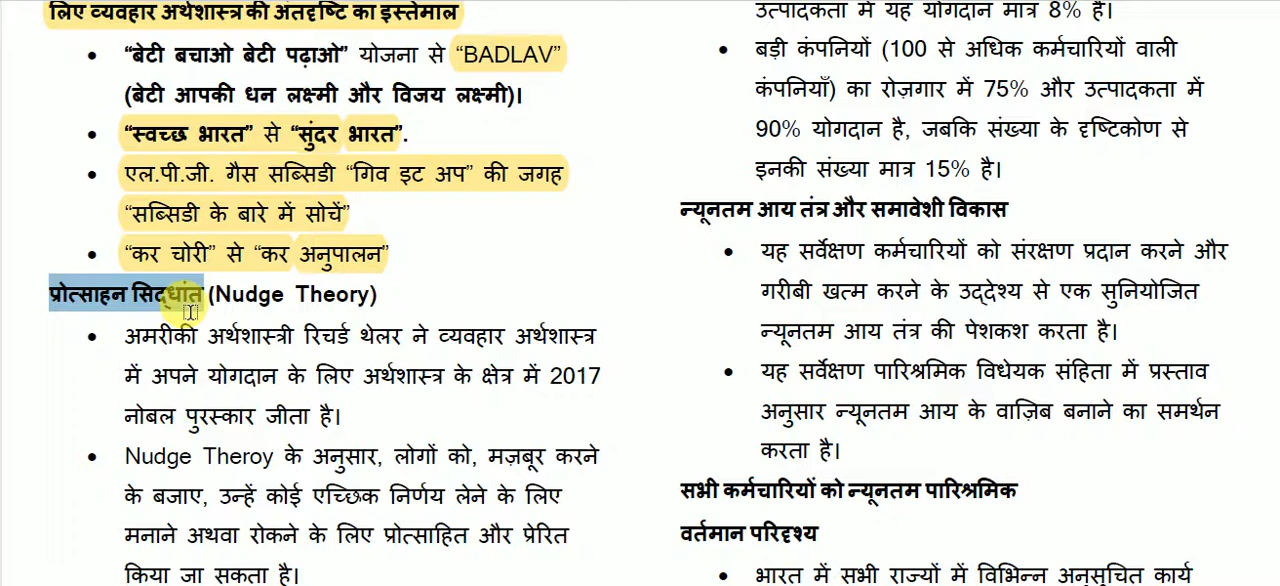 लिए व्यवहार अर्थशास्त्र की अंतदृष्टि का इस्तेमाल
• “बेटी बचाओ बेटी पढ़ाओ” योजना से “BADLAV”
(बेटी आपकी धन लक्ष्मी और विजय लक्ष्मी)।
• “स्वच्छ भारत” से “सुंदर भारत”.
• एल.पी.जी. गैस सब्सिडी “गिव इट अप” की जगह
“सब्सिडी के बारे में सोचें”
• “कर चोरी” से “कर अनुपालन”
प्रोत्साहन सिद्धांत (Nudge Theory)
• अमरीकी अर्थशास्त्री रिचर्ड थेलर ने व्यवहार अर्थशास्त्र
में अपने योगदान के लिए अर्थशास्त्र के क्षेत्र में 2017
नोबल पुरस्कार जीता है।
• Nudge Theroy के अनुसार, लोगों को, मज़बूर करने
के बजाए, उन्हें कोई एच्छिक निर्णय लेने के लिए
मनाने अथवा रोकने के लिए प्रोत्साहित और प्रेरित
किया जा सकता है।
उत्पादकता में यह योगदान मात्र 8% है।
• बड़ी कंपनियों (100 से अधिक कर्मचारियों वाली
कंपनियाँ) का रोज़गार में 75% और उत्पादकता में
90% योगदान है, जबकि संख्या के दृष्टिकोण से
इनकी संख्या मात्र 15% है।
न्यूनतम आय तंत्र और समावेशी विकास
• यह सर्वेक्षण कर्मचारियों को संरक्षण प्रदान करने और
गरीबी खत्म करने के उद्देश्य से एक सुनियोजित
न्यूनतम आय तंत्र की पेशकश करता है।
• यह सर्वेक्षण पारिश्रमिक विधेयक संहिता में प्रस्ताव
अनुसार न्यूनतम आय के वाज़िब बनाने का समर्थन
करता है।
सभी कर्मचारियों को न्यूनतम पारिश्रमिक
वर्तमान परिदृश्य
• भारत में सभी राज्यों में विभिन्न अनुसूचित कार्य